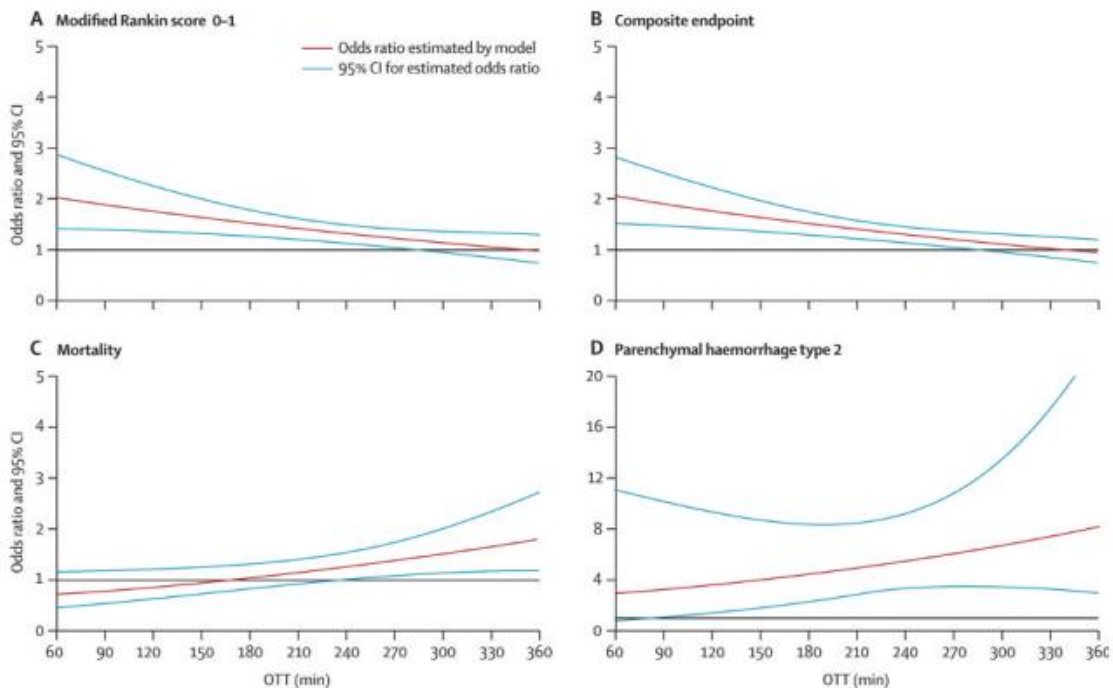 A Modified Rankin score 0–1
B Composite endpoint
Odds ratio estimated by model
95% CI for estimated odds ratio
Odds ratio and 95% CI
5
4
3
2
1
0
5
4
3
2
1
0
C Mortality
D Parenchymal haemorrhage type 2
Odds ratio and 95% CI
5
4
3
2
1
0
20
16
12
8
4
0
60 90 120 150 180 210 240 270 300 330 360
OTT (min)
60 90 120 150 180 210 240 270 300 330 360
OTT (min)